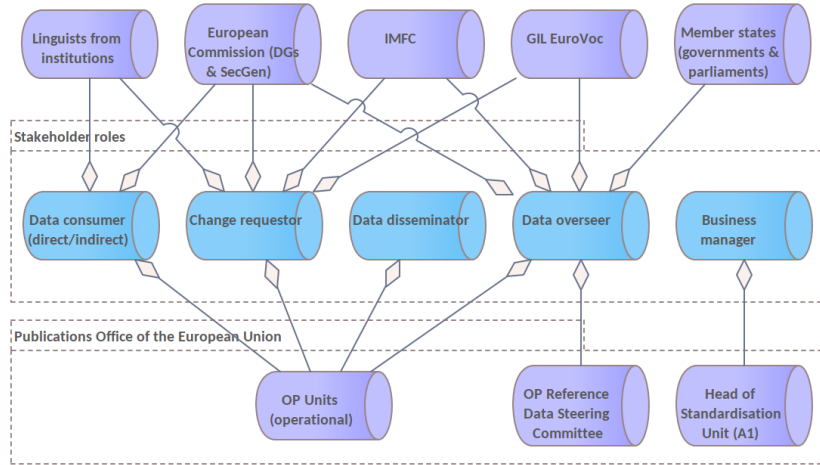 Linguists from
institutions
European
Commission (DGs
& SecGen)
IMFC
GIL EuroVoc
Member states
(governments &
parliaments)
Stakeholder roles
Data consumer
(direct/indirect)
Change requestor
Data disseminator
Data overseer
Business
manager
Publications Office of the European Union
OP Units
(operational)
OP Reference
Data Steering
Committee
Head of
Standardisation
Unit (A1)